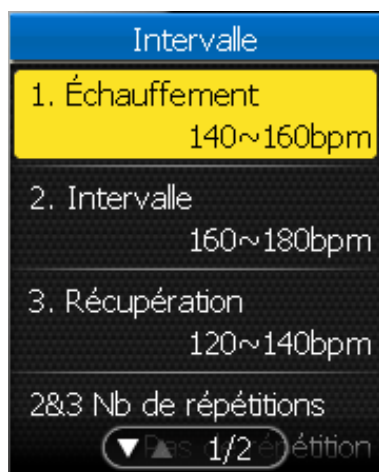 Intervalle
1. Échauffement
140~160bpm
2. Intervalle
160~180bpm
3. Récupération
120~140bpm
2&3 Nb de répétitions
1/2